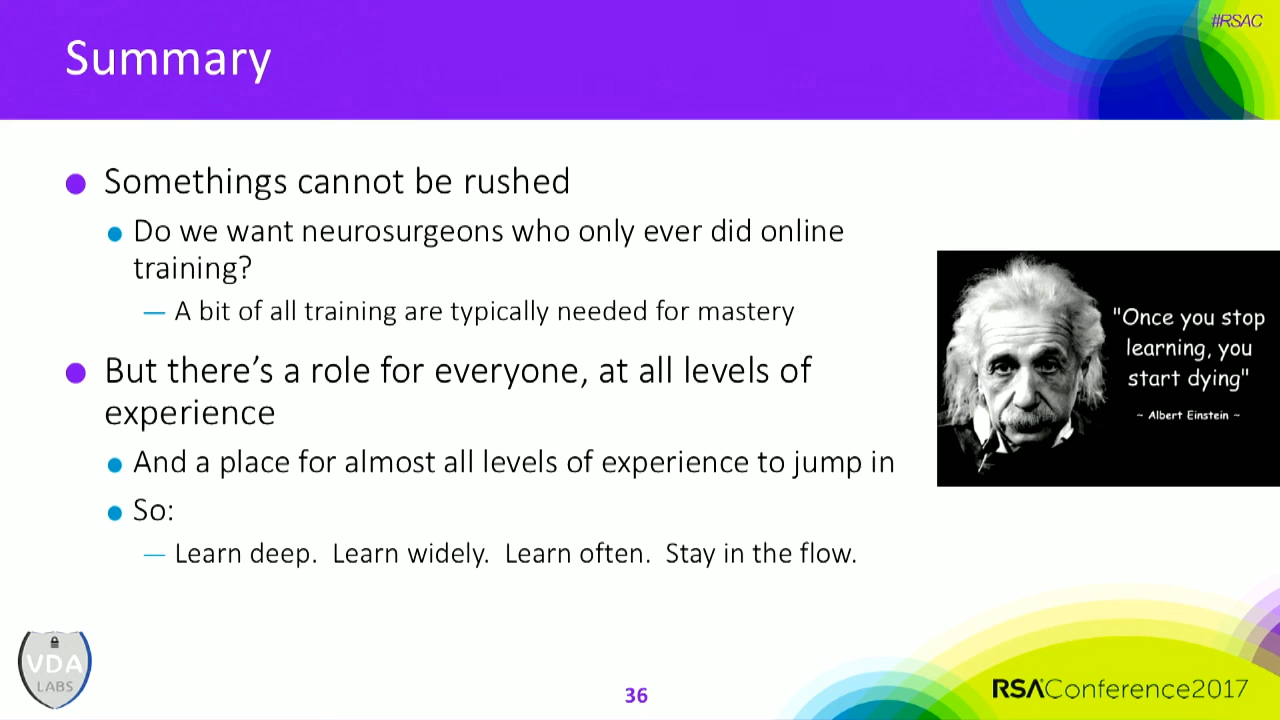 #RSAC
Summary
Somethings cannot be rushed
Do we want neurosurgeons who only ever did online
training?
— A bit of all training are typically needed for mastery
But there's a role for everyone, at all levels of
experience
And a place for almost all levels of experience to jump in
So:
— Learn deep.  Learn widely.  Learn often.  Stay in the flow.
"Once you stop
learning, you
start dying"
~ Albert Einstein ~
VDA
LABS
36
RSAConference2017